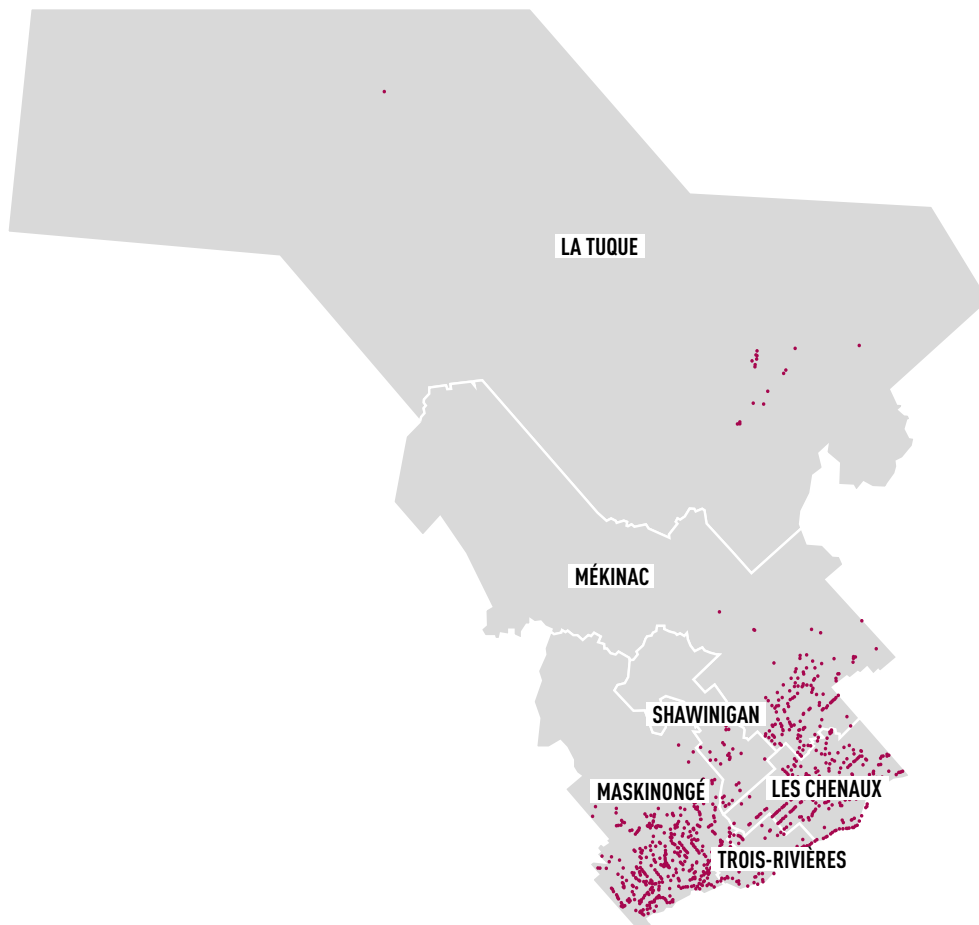 LA TUQUE
MÉKINAC
SHAWINIGAN
MASKINONGÉ
LES CHENAUX
TROIS-RIVIÈRES